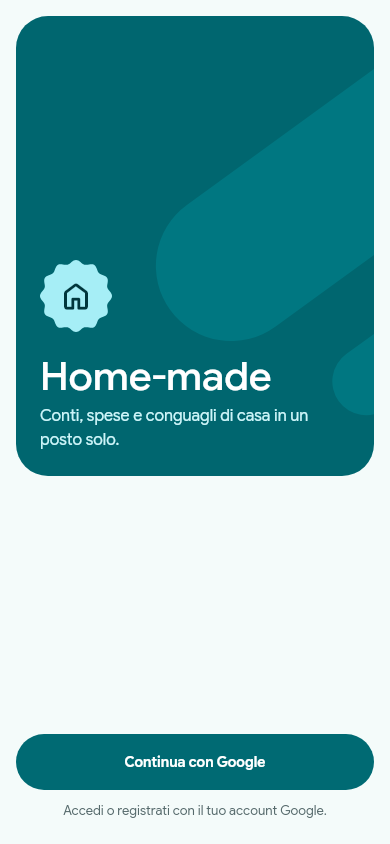 Home-made
Conti, spese e conguagli di casa in un
posto solo.
Continua con Google
Accedi o registrati con il tuo account Google.